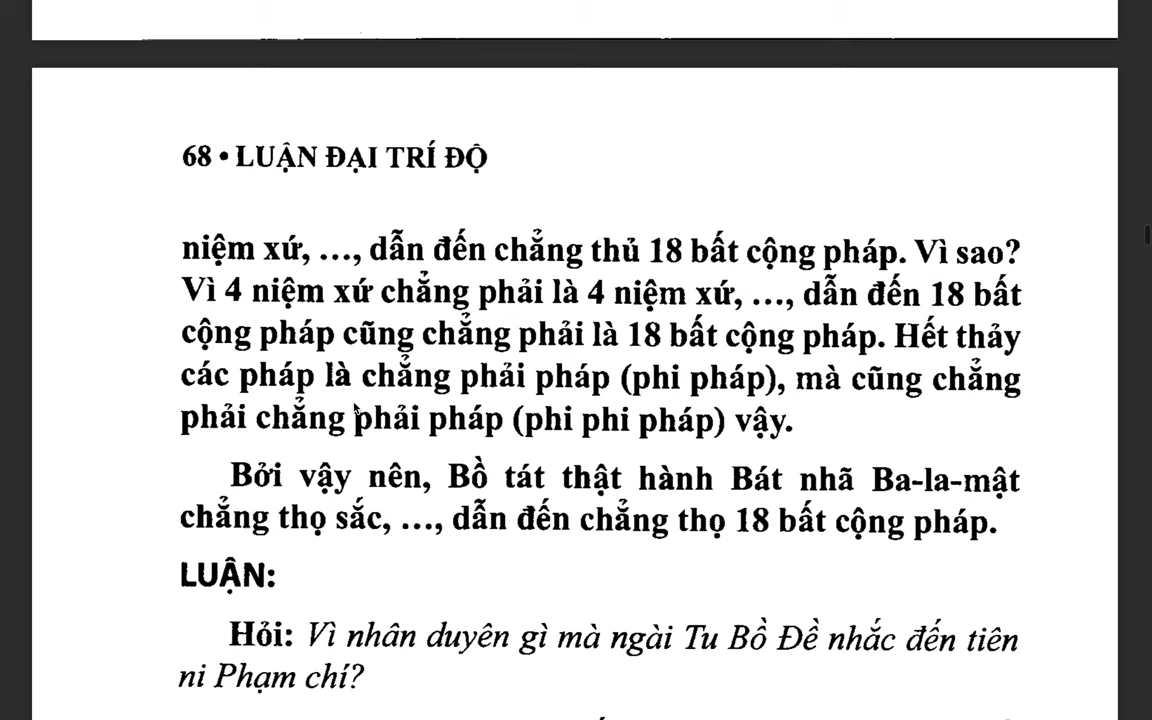 68 • LUẬN ĐẠI TRÍ ĐỘ
niệm xứ, ..., dẫn đến chẳng thủ 18 bất cộng pháp. Vì sao?
Vì 4 niệm xứ chẳng phải là 4 niệm xứ, ..., dẫn đến 18 bất
cộng pháp cũng chẳng phải là 18 bất cộng pháp. Hết thảy
các pháp là chẳng phải pháp (phi pháp), mà cũng chẳng
phải chẳng phải pháp (phi phi pháp) vậy.
Bởi vậy nên, Bồ tát thật hành Bát nhã Ba-la-mật
chẳng thọ sắc, ..., dẫn đến chẳng thọ 18 bất cộng pháp.
LUẬN:
Hỏi: Vì nhân duyên gì mà ngài Tu Bồ Đề nhắc đến tiên
ni Phạm chí?